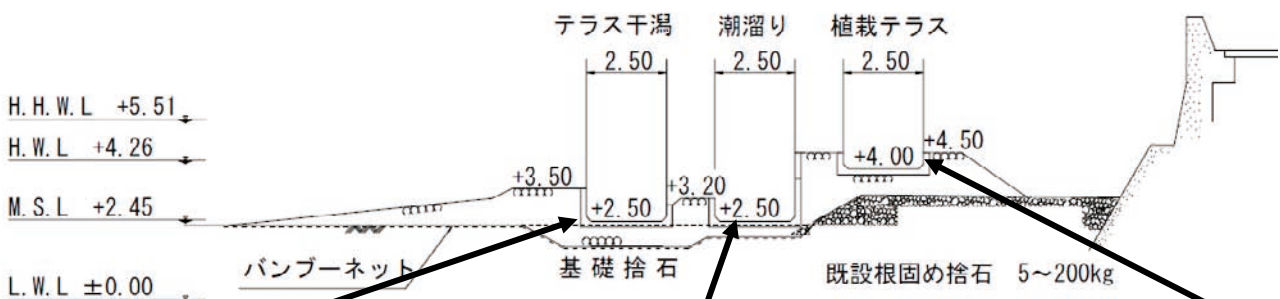 テラス干潟 潮溜り 植栽テラス
2.50 2.50 2.50
H.H.W.L +5.51
H.W.L +4.26
+4.50
+4.00
+3.50
+3.20
M.S.L +2.45
+2.50 +2.50
バンブーネット 基礎捨石 既設根固め捨石 5～200kg
L.W.L ±0.00